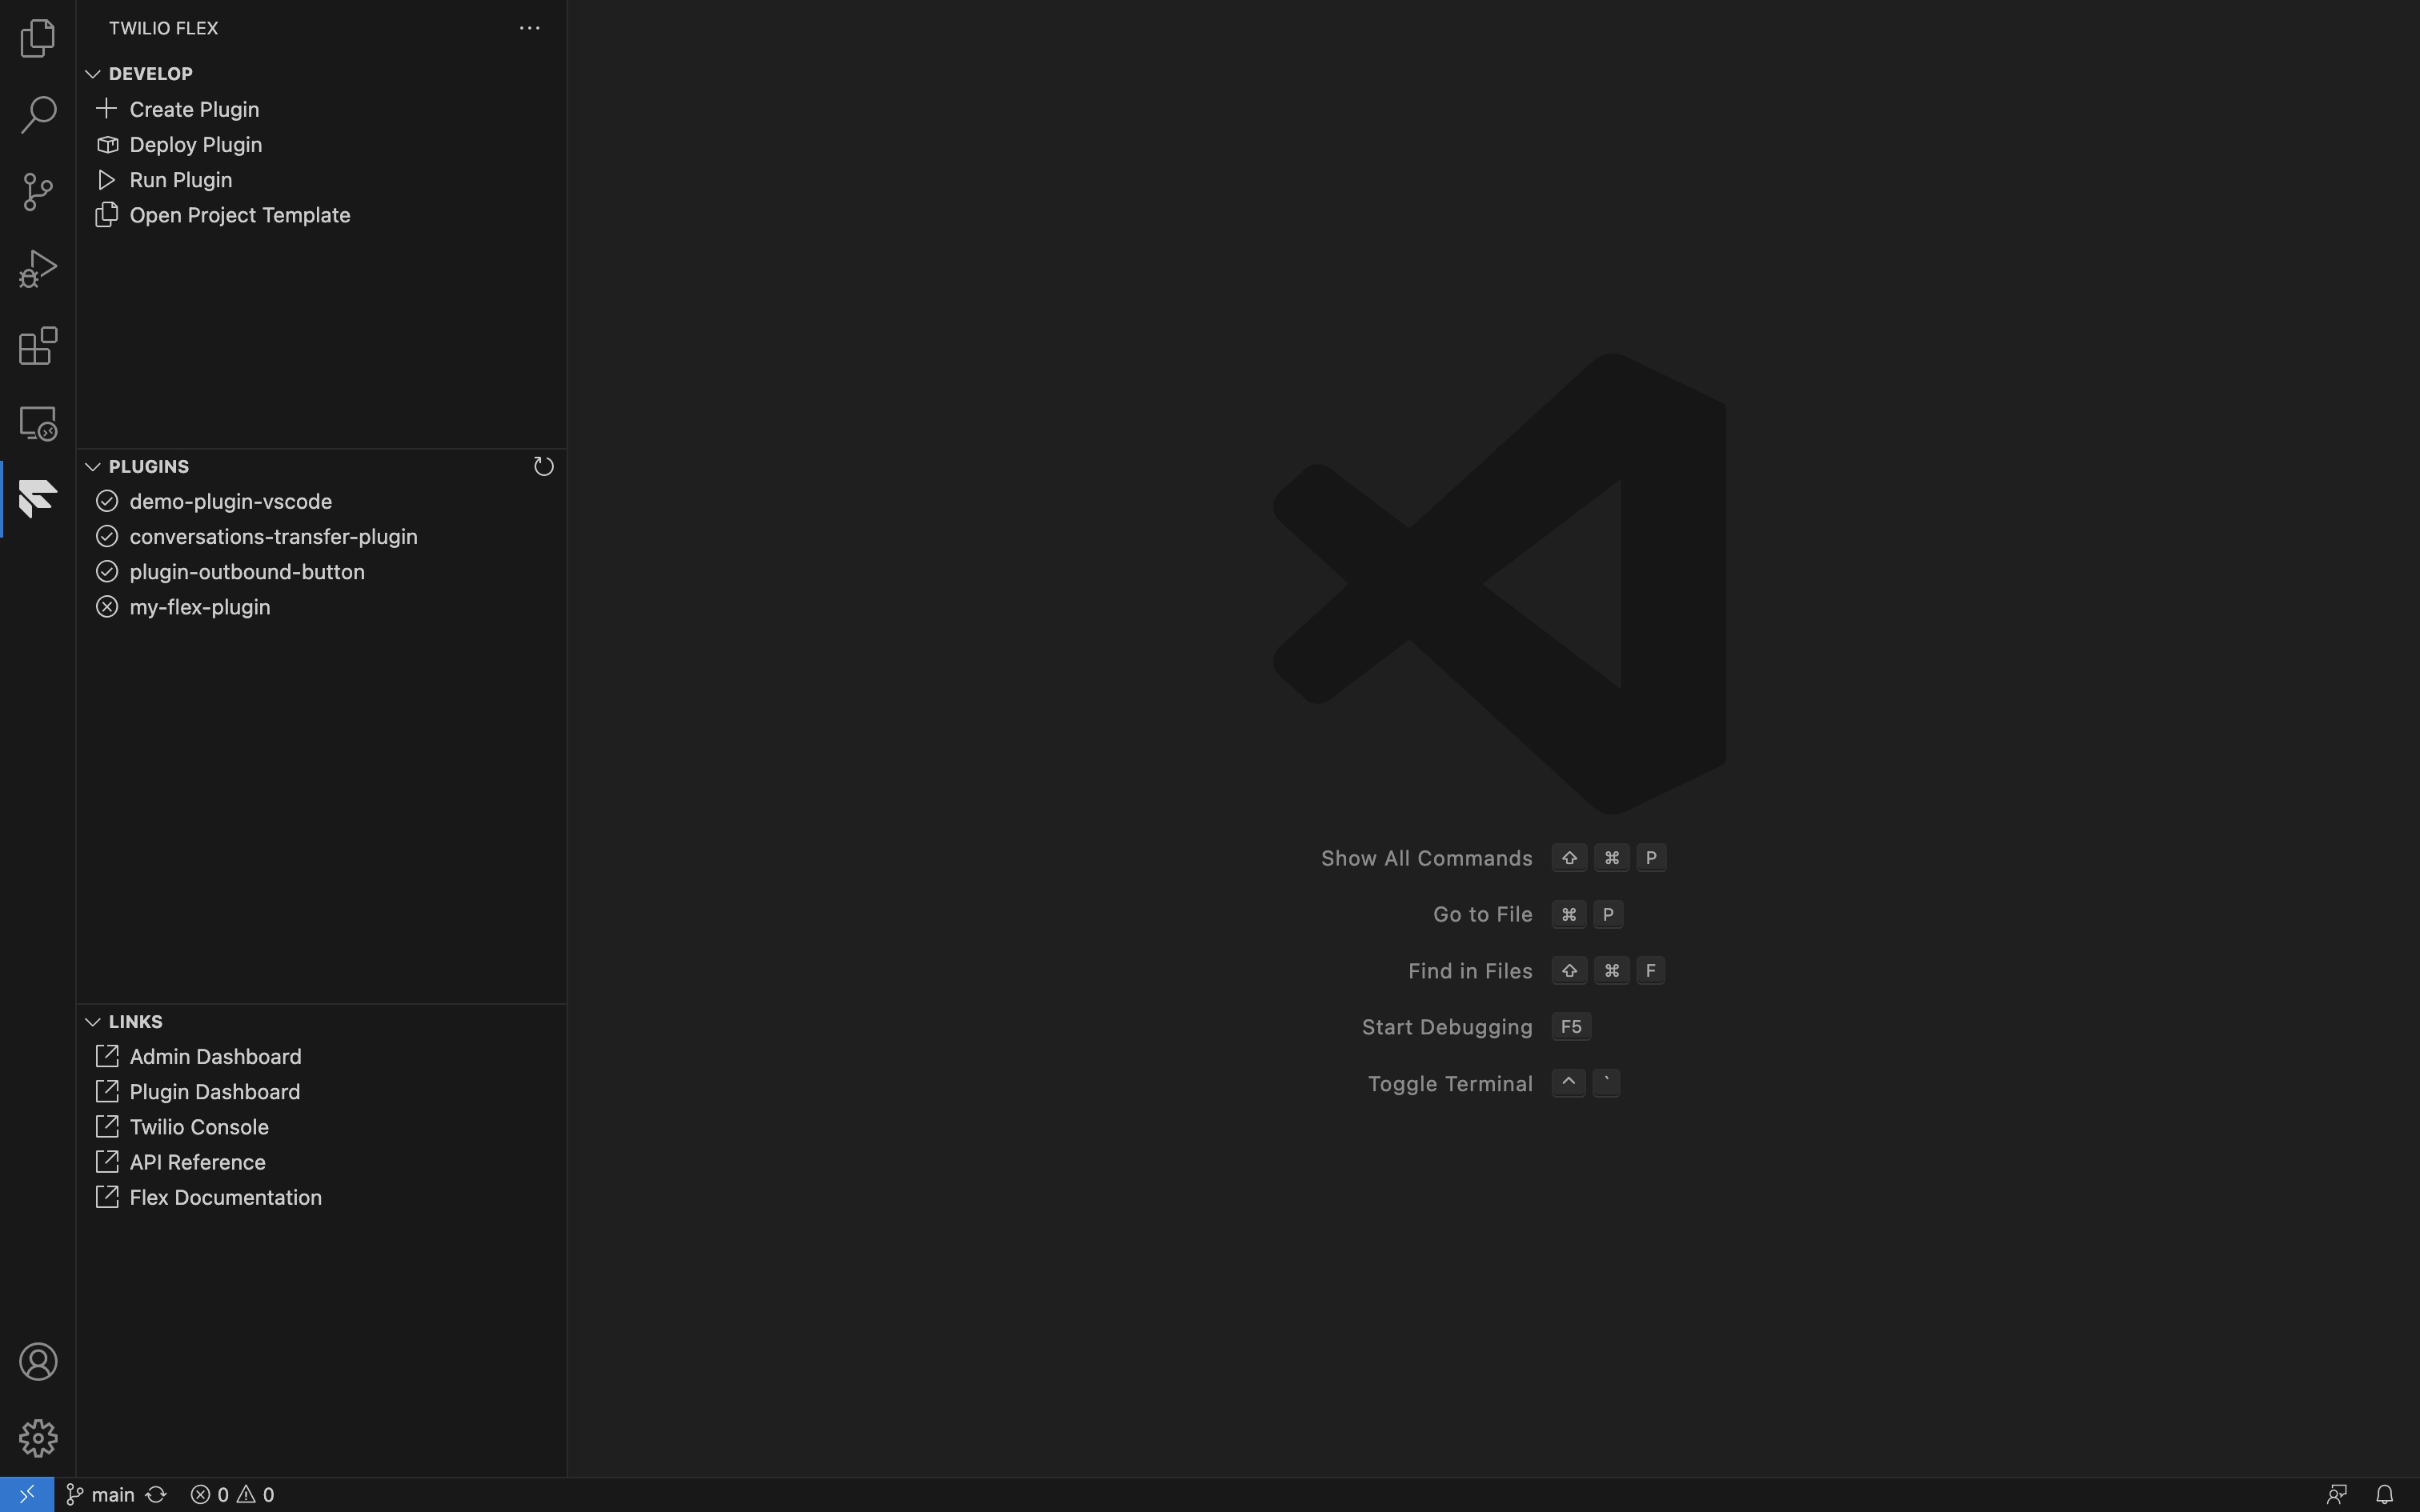 TWILIO FLEX
DEVELOP
Create Plugin
Deploy Plugin
Run Plugin
Open Project Template
PLUGINS
demo-plugin-vscode
conversations-transfer-plugin
plugin-outbound-button
my-flex-plugin
LINKS
Admin Dashboard
Plugin Dashboard
Twilio Console
API Reference
Flex Documentation
Show All Commands ⇧ ⌘ P
Go to File ⌘ P
Find in Files ⇧ ⌘ F
Start Debugging F5
Toggle Terminal ^ `
main 0 0